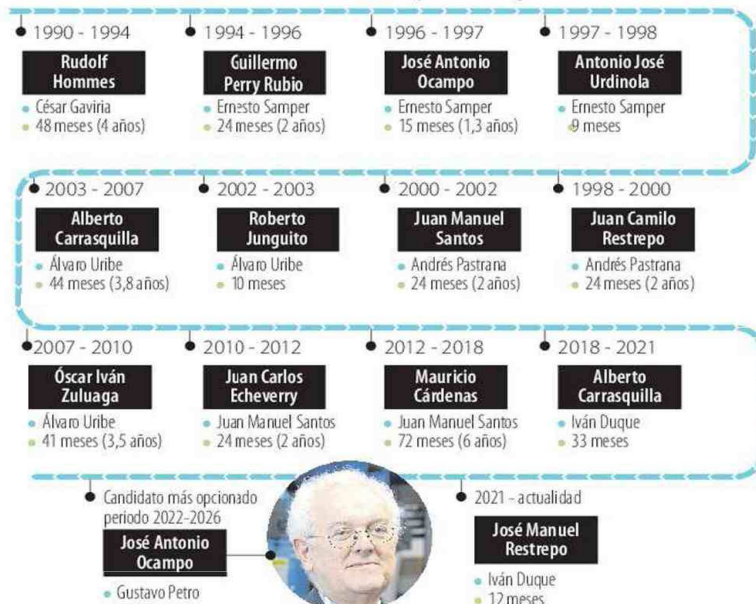 1990 - 1994
Rudolf
Hommes
César Gaviria
48 meses (4 años)
1994 - 1996
Guillermo
Perry Rubio
Ernesto Samper
24 meses (2 años)
1996 - 1997
José Antonio
Ocampo
Ernesto Samper
15 meses (1,3 años)
1997 - 1998
Antonio José
Urdinola
Ernesto Samper
9 meses
1998 - 2000
Juan Camilo
Restrepo
Andrés Pastrana
24 meses (2 años)
2000 - 2002
Juan Manuel
Santos
Andrés Pastrana
24 meses (2 años)
2002 - 2003
Roberto
Junguito
Álvaro Uribe
10 meses
2003 - 2007
Alberto
Carrasquilla
Álvaro Uribe
44 meses (3,8 años)
2007 - 2010
Óscar Iván
Zuluaga
Álvaro Uribe
41 meses (3,5 años)
2010 - 2012
Juan Carlos
Echeverry
Juan Manuel Santos
24 meses (2 años)
2012 - 2018
Mauricio
Cárdenas
Juan Manuel Santos
72 meses (6 años)
2018 - 2021
Alberto
Carrasquilla
Iván Duque
33 meses
2021 - actualidad
José Manuel
Restrepo
Iván Duque
12 meses
Candidato más opcionado
periodo 2022-2026
José Antonio
Ocampo
Gustavo Petro